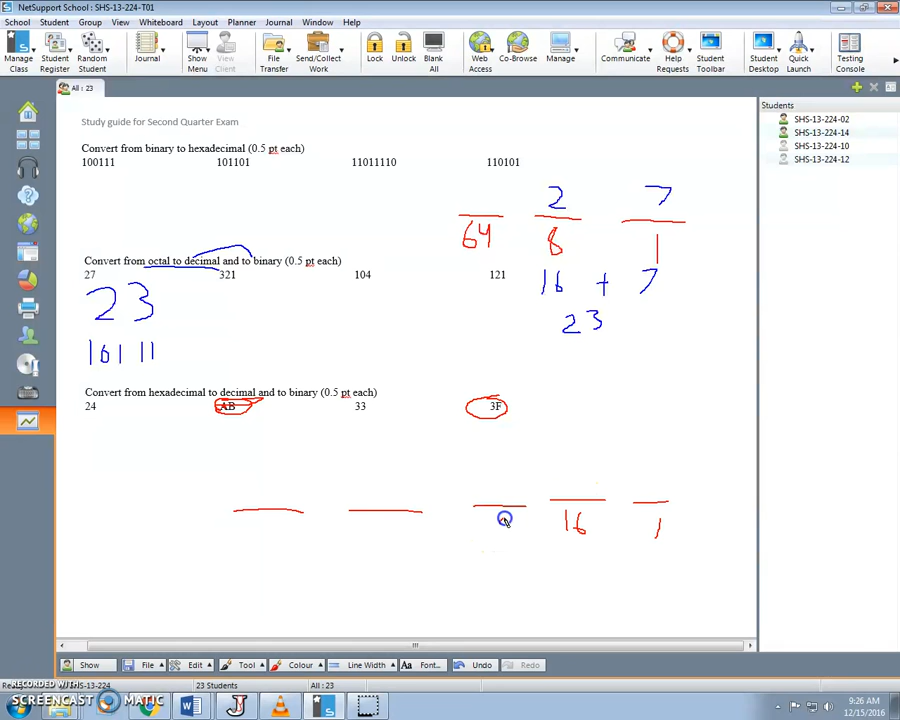 NetSupport School: SHS-13-224-T01
School Student Group View Whiteboard Layout Planner Journal Window Help
Manage Class Student Register Random Student Journal Show Menu View Client File Transfer Send/Collect Work Lock Unlock Blank All Web Access Co-Browse Manage Communicate Help Requests Student Toolbar Student Desktop Quick Launch Testing Console
All : 23
Students
SHS-13-224-02
SHS-13-224-14
SHS-13-224-10
SHS-13-224-12
Study guide for Second Quarter Exam
Convert from binary to hexadecimal (0.5 pt each)
100111 101101 11011110 110101
2 7
64 8 1
Convert from octal to decimal and to binary (0.5 pt each)
27 321 104 121
16 + 7
23
23
101 11
Convert from hexadecimal to decimal and to binary (0.5 pt each)
24 AB 33 3F
16 1
Show File Edit Tool Colour Line Width Aa Font... Undo Redo
SHS-13-224 23 Students All : 23
RECORDED WITH
SCREENCAST MATIC
9:26 AM
12/15/2016